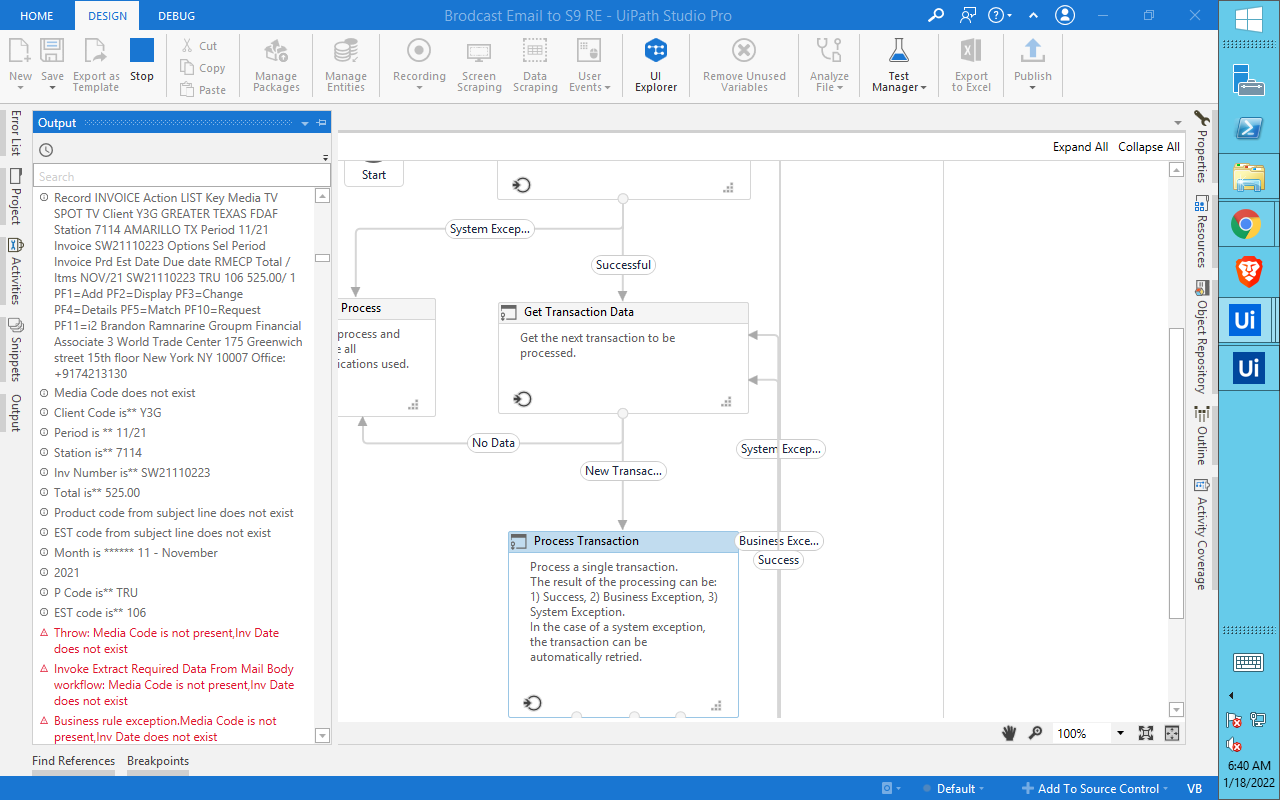 HOME
DESIGN
DEBUG
Brodcast Email to S9 RE - UiPath Studio Pro
New
Save
Export as
Template
Stop
Cut
Copy
Paste
Manage
Packages
Manage
Entities
Recording
Screen
Scraping
Data
Scraping
User
Events
UI
Explorer
Remove Unused
Variables
Analyze
File
Test
Manager
Export
to Excel
Publish
Error List
Project
Activities
Snippets
Output
Output
Search
Record INVOICE Action LIST Key Media TV
SPOT TV Client Y3G GREATER TEXAS FDAF
Station 7114 AMARILLO TX Period 11/21
Invoice SW21110223 Options Sel Period
Invoice Prd Est Date Due date RMECP Total /
Itms NOV/21 SW21110223 TRU 106 525.00/ 1
PF1=Add PF2=Display PF3=Change
PF4=Details PF5=Match PF10=Request
PF11=i2 Brandon Ramnarine Groupm Financial
Associate 3 World Trade Center 175 Greenwich
street 15th floor New York NY 10007 Office:
+9174213130
Media Code does not exist
Client Code is** Y3G
Period is ** 11/21
Station is** 7114
Inv Number is** SW21110223
Total is** 525.00
Product code from subject line does not exist
EST code from subject line does not exist
Month is ****** 11 - November
2021
P Code is** TRU
EST code is** 106
Throw: Media Code is not present,Inv Date
does not exist
Invoke Extract Required Data From Mail Body
workflow: Media Code is not present,Inv Date
does not exist
Business rule exception.Media Code is not
present,Inv Date does not exist
Find References
Breakpoints
Expand All
Collapse All
Start
System Excep...
Successful
Process
process and
e all
ications used.
Get Transaction Data
Get the next transaction to be
processed.
No Data
New Transac...
System Excep...
Process Transaction
Business Exce...
Success
Process a single transaction.
The result of the processing can be:
1) Success, 2) Business Exception, 3)
System Exception.
In the case of a system exception,
the transaction can be
automatically retried.
100%
Properties
Resources
Object Repository
Outline
Activity Coverage
Default
Add To Source Control
VB
Ui
Ui
6:40 AM
1/18/2022